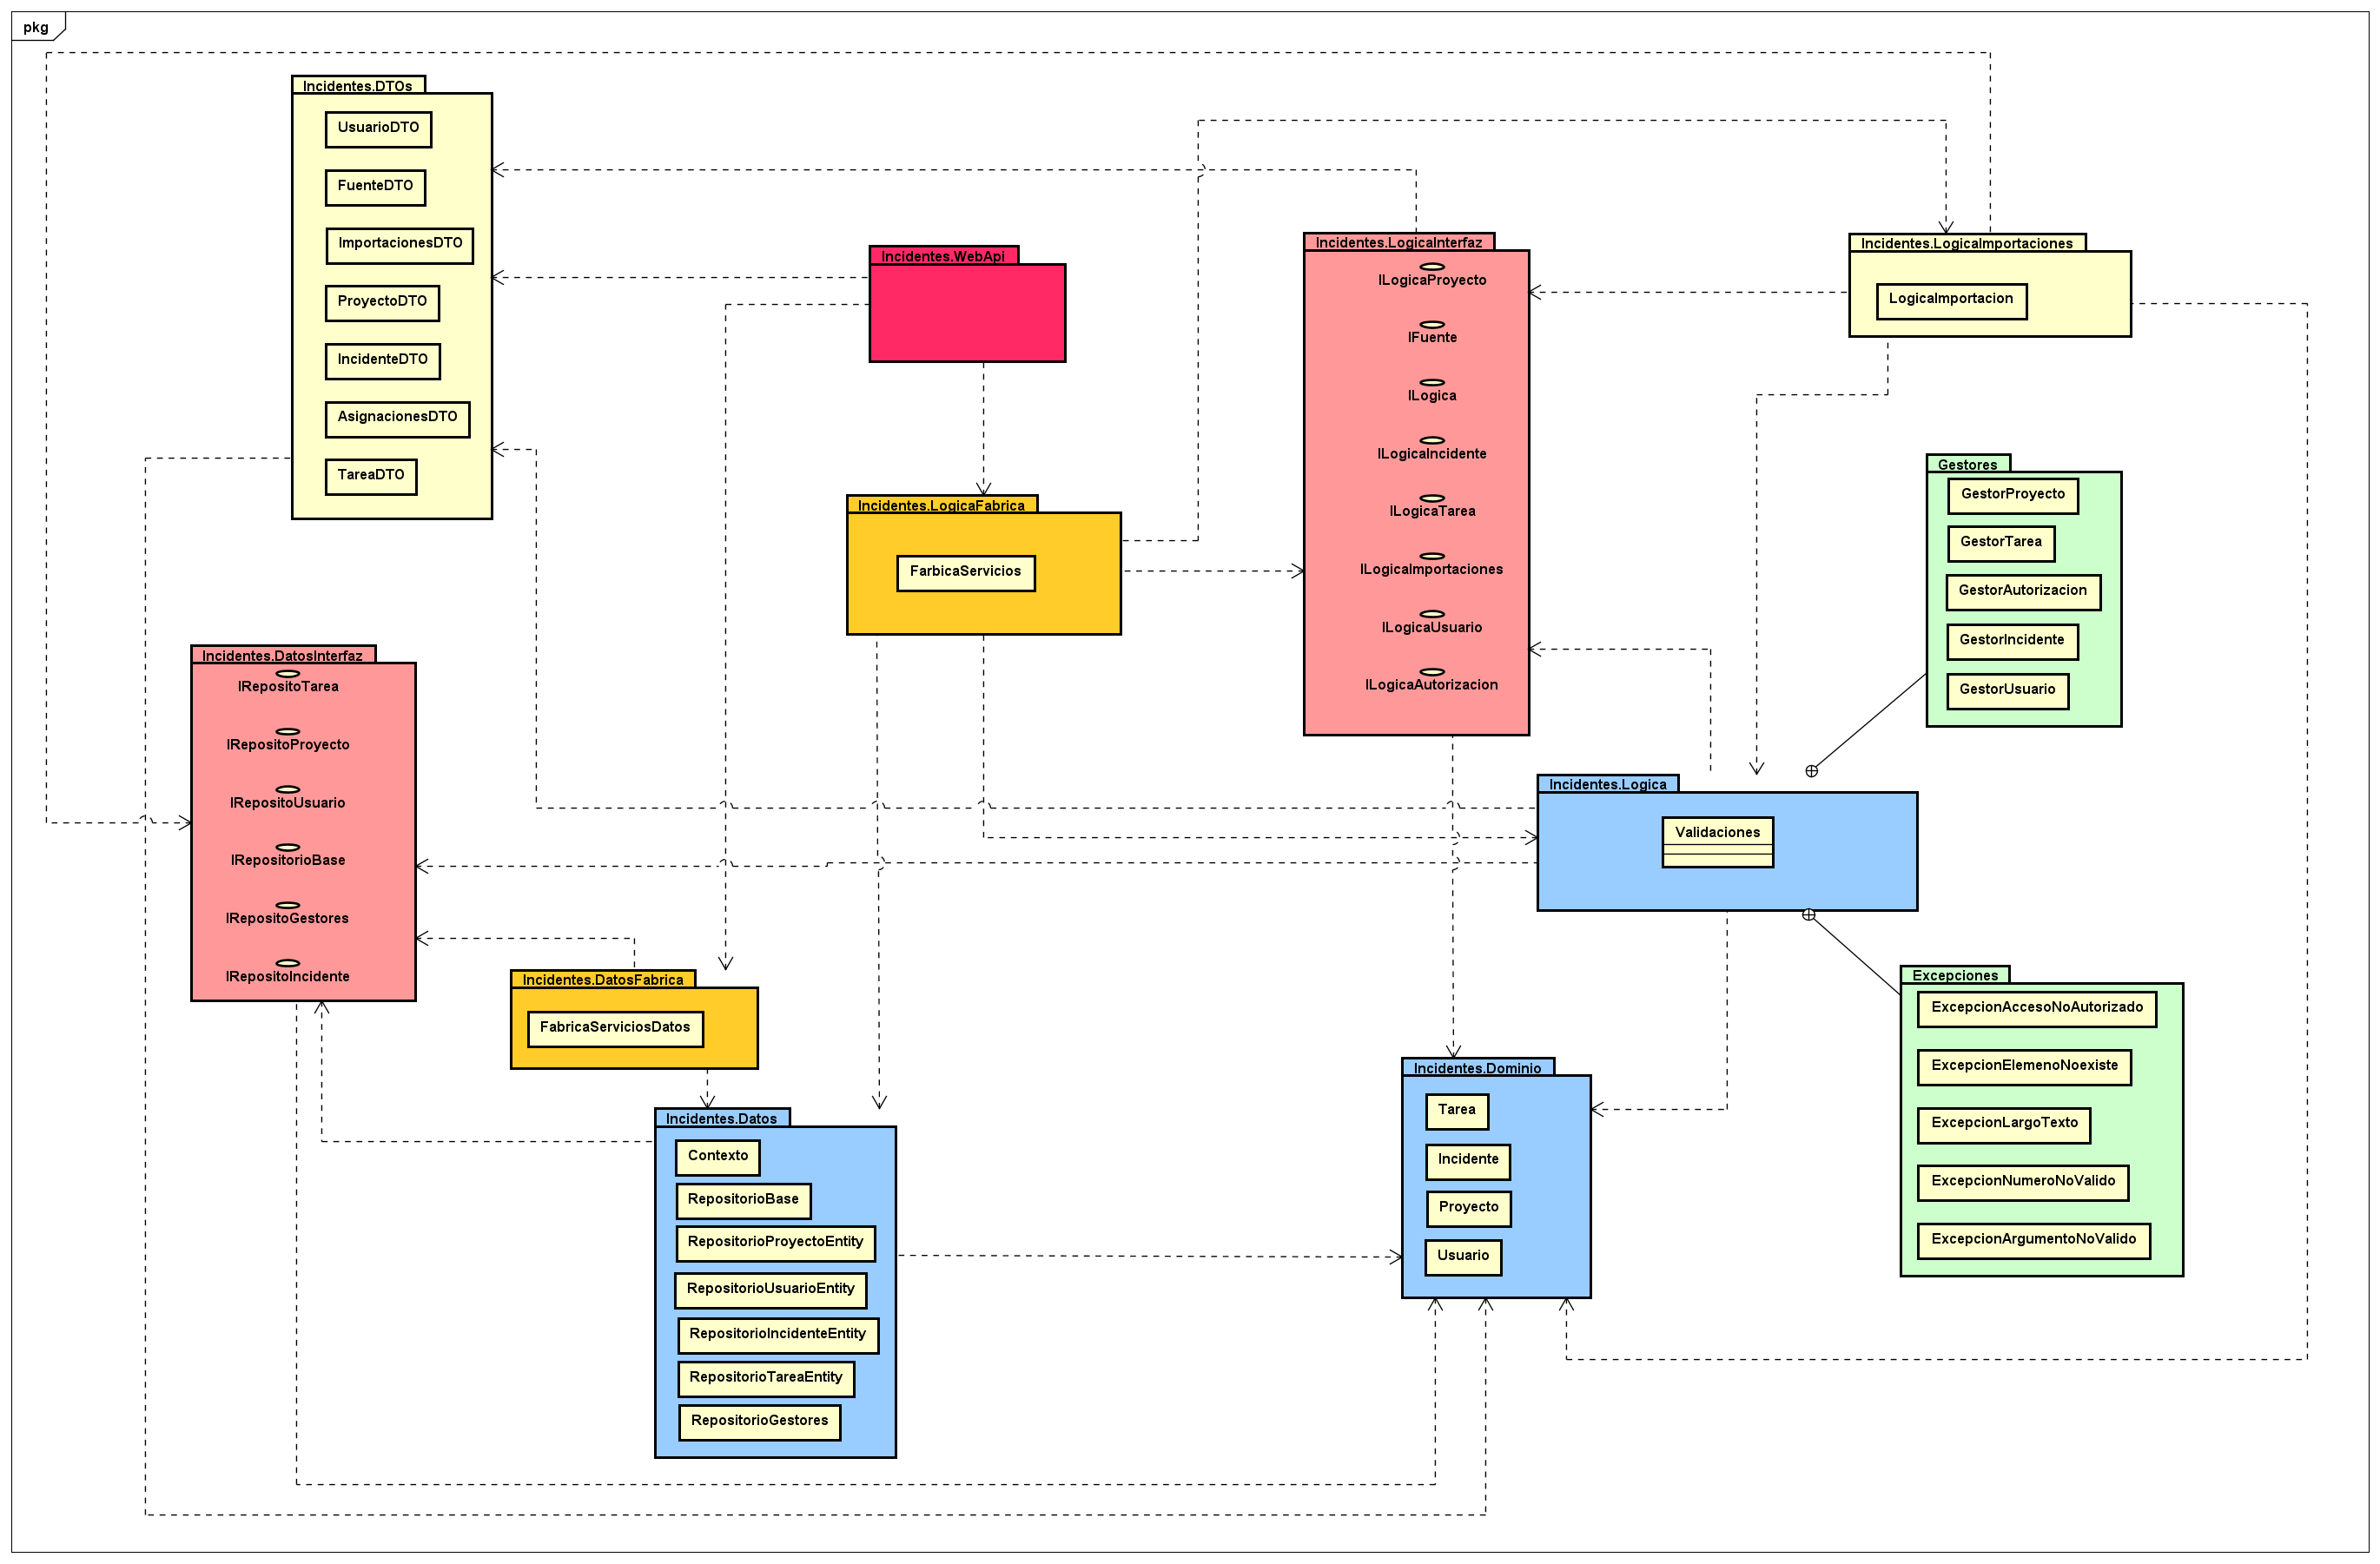 pkg
Incidentes.DTOs
UsuarioDTO
FuenteDTO
ImportacionesDTO
ProyectoDTO
IncidenteDTO
AsignacionesDTO
TareaDTO
Incidentes.WebApi
Incidentes.LogicaInterfaz
ILogicaProyecto
IFuente
ILogica
ILogicaIncidente
ILogicaTarea
ILogicaImportaciones
ILogicaUsuario
ILogicaAutorizacion
Incidentes.LogicaImportaciones
LogicaImportacion
Gestores
GestorProyecto
GestorTarea
GestorAutorizacion
GestorIncidente
GestorUsuario
Incidentes.LogicaFabrica
FarbicaServicios
Incidentes.DatosInterfaz
IRepositoTarea
IRepositoProyecto
IRepositoUsuario
IRepositorioBase
IRepositoGestores
IRepositoIncidente
Incidentes.Logica
Validaciones
Incidentes.DatosFabrica
FabricaServiciosDatos
Excepciones
ExcepcionAccesoNoAutorizado
ExcepcionElemenoNoexiste
ExcepcionLargoTexto
ExcepcionNumeroNoValido
ExcepcionArgumentoNoValido
Incidentes.Dominio
Tarea
Incidente
Proyecto
Usuario
Incidentes.Datos
Contexto
RepositorioBase
RepositorioProyectoEntity
RepositorioUsuarioEntity
RepositorioIncidenteEntity
RepositorioTareaEntity
RepositorioGestores